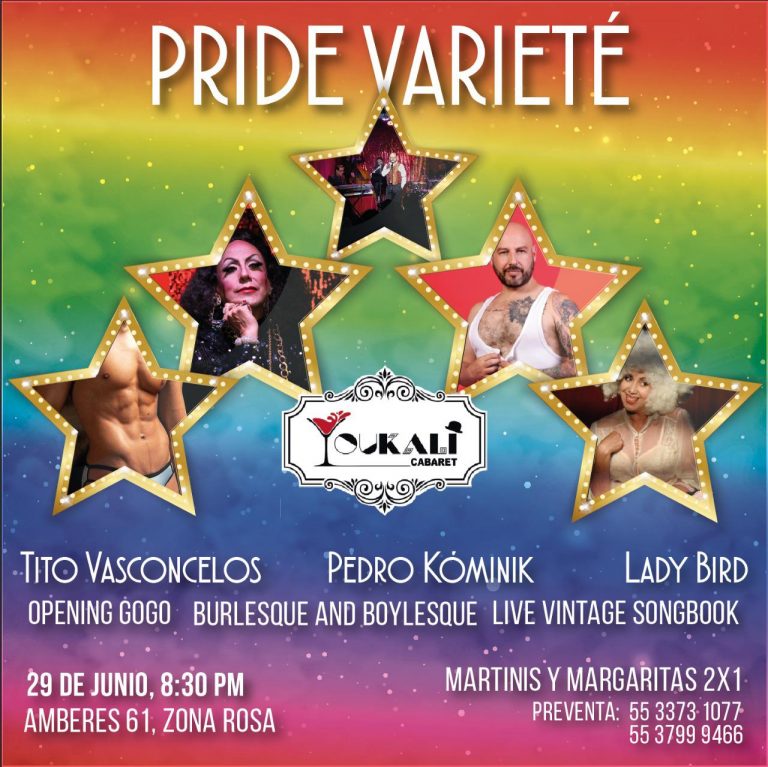 PRIDE VARIETÉ
YOUKALI
CABARET
TITO VASCONCELOS PEDRO KÓMINIK LADY BIRD
OPENING GOGO BURLESQUE AND BOYLESQUE LIVE VINTAGE SONGBOOK
29 DE JUNIO, 8:30 PM
AMBERES 61, ZONA ROSA
MARTINIS Y MARGARITAS 2X1
PREVENTA: 55 3373 1077
55 3799 9466